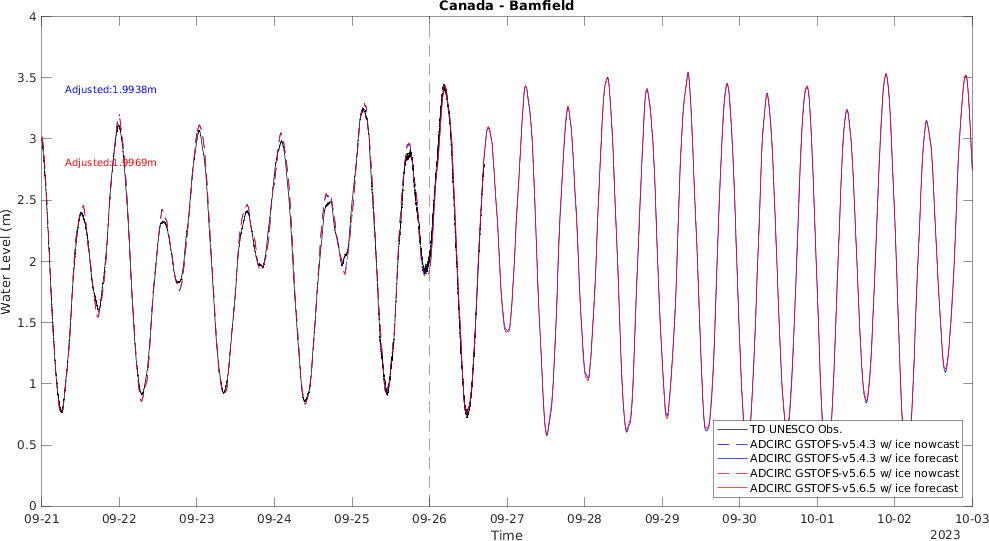 Canada - Bamfield
4
3.5
3
2.5
2
1.5
1
0.5
0
Water Level (m)
Adjusted:1.9938m
Adjusted:1.9969m
TD UNESCO Obs.
ADCIRC GSTOFS-v5.4.3 w/ ice nowcast
ADCIRC GSTOFS-v5.4.3 w/ ice forecast
ADCIRC GSTOFS-v5.6.5 w/ ice nowcast
ADCIRC GSTOFS-v5.6.5 w/ ice forecast
09-21 09-22 09-23 09-24 09-25 09-26 09-27 09-28 09-29 09-30 10-01 10-02 10-03
Time
2023